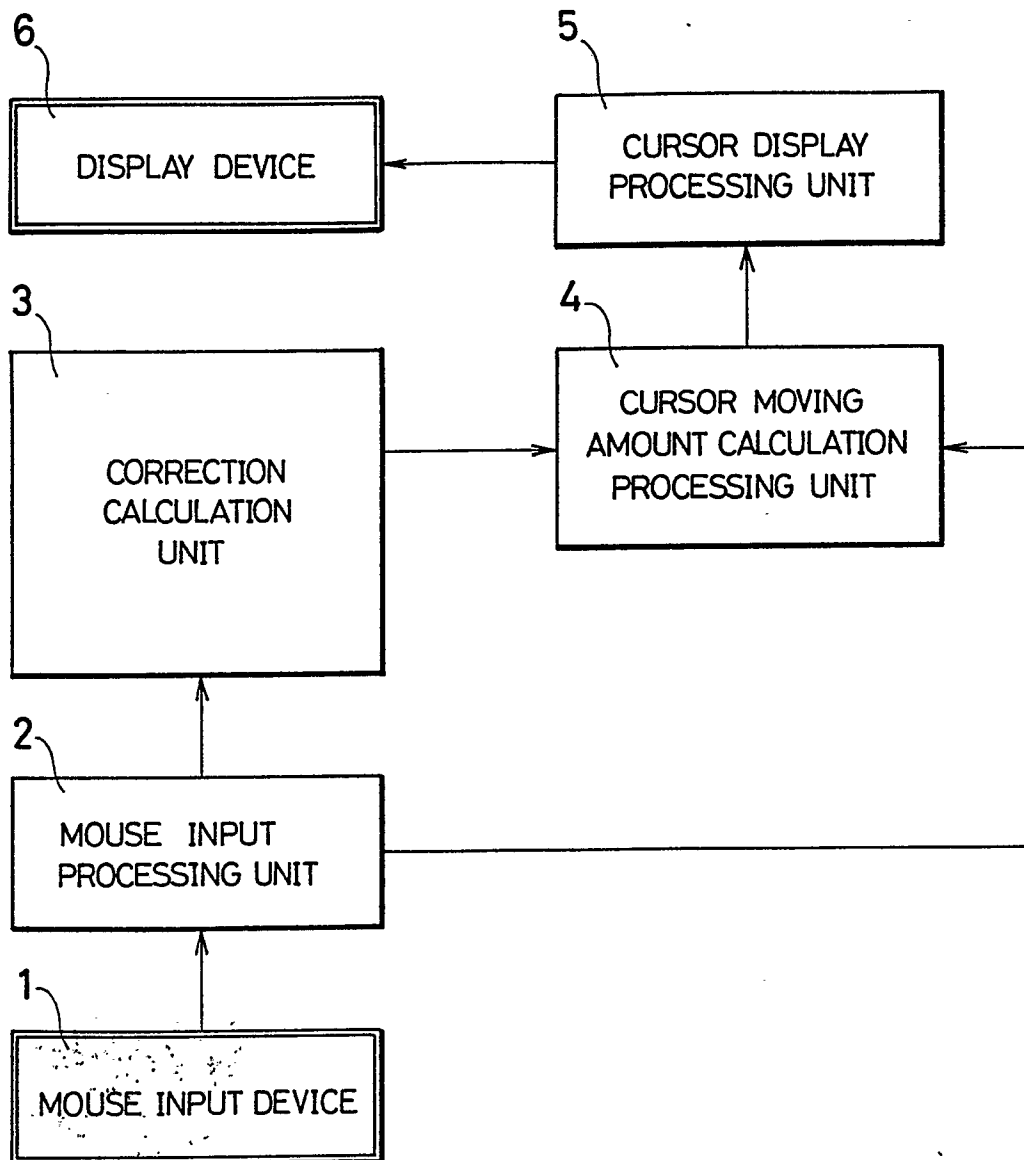 6
DISPLAY DEVICE
5
CURSOR DISPLAY
PROCESSING UNIT
3
CORRECTION
CALCULATION
UNIT
4
CURSOR MOVING
AMOUNT CALCULATION
PROCESSING UNIT
2
MOUSE INPUT
PROCESSING UNIT
1
MOUSE INPUT DEVICE